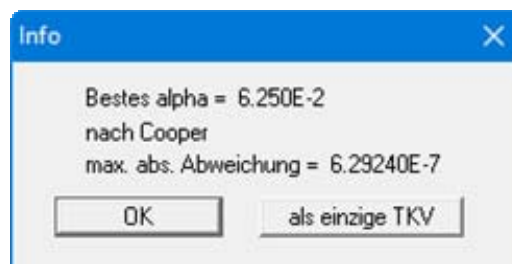 Info
Bestes alpha = 6.250E-2
nach Cooper
max. abs. Abweichung = 6.29240E-7
OK
als einzige TKV